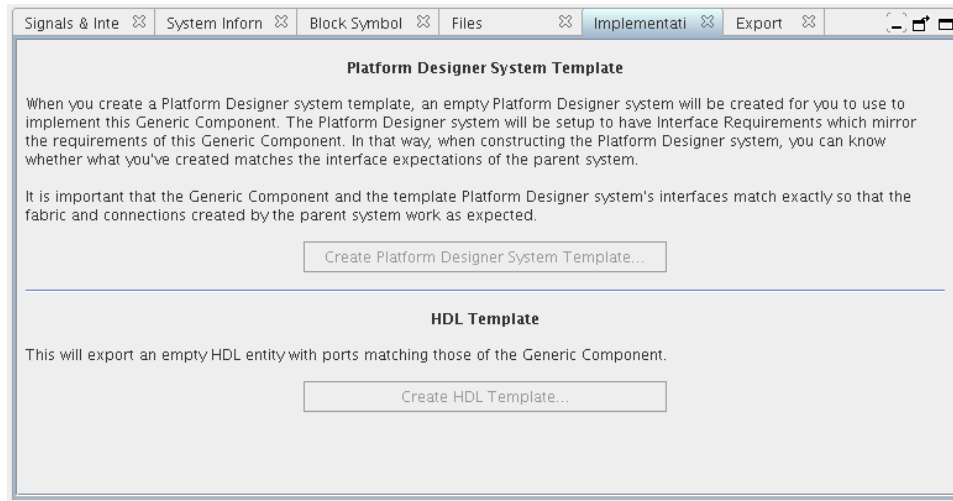 Signals & Inte System Inforn Block Symbol Files Implementati Export
Platform Designer System Template
When you create a Platform Designer system template, an empty Platform Designer system will be created for you to use to
implement this Generic Component. The Platform Designer system will be setup to have Interface Requirements which mirror
the requirements of this Generic Component. In that way, when constructing the Platform Designer system, you can know
whether what you've created matches the interface expectations of the parent system.
It is important that the Generic Component and the template Platform Designer system's interfaces match exactly so that the
fabric and connections created by the parent system work as expected.
Create Platform Designer System Template...
HDL Template
This will export an empty HDL entity with ports matching those of the Generic Component.
Create HDL Template...